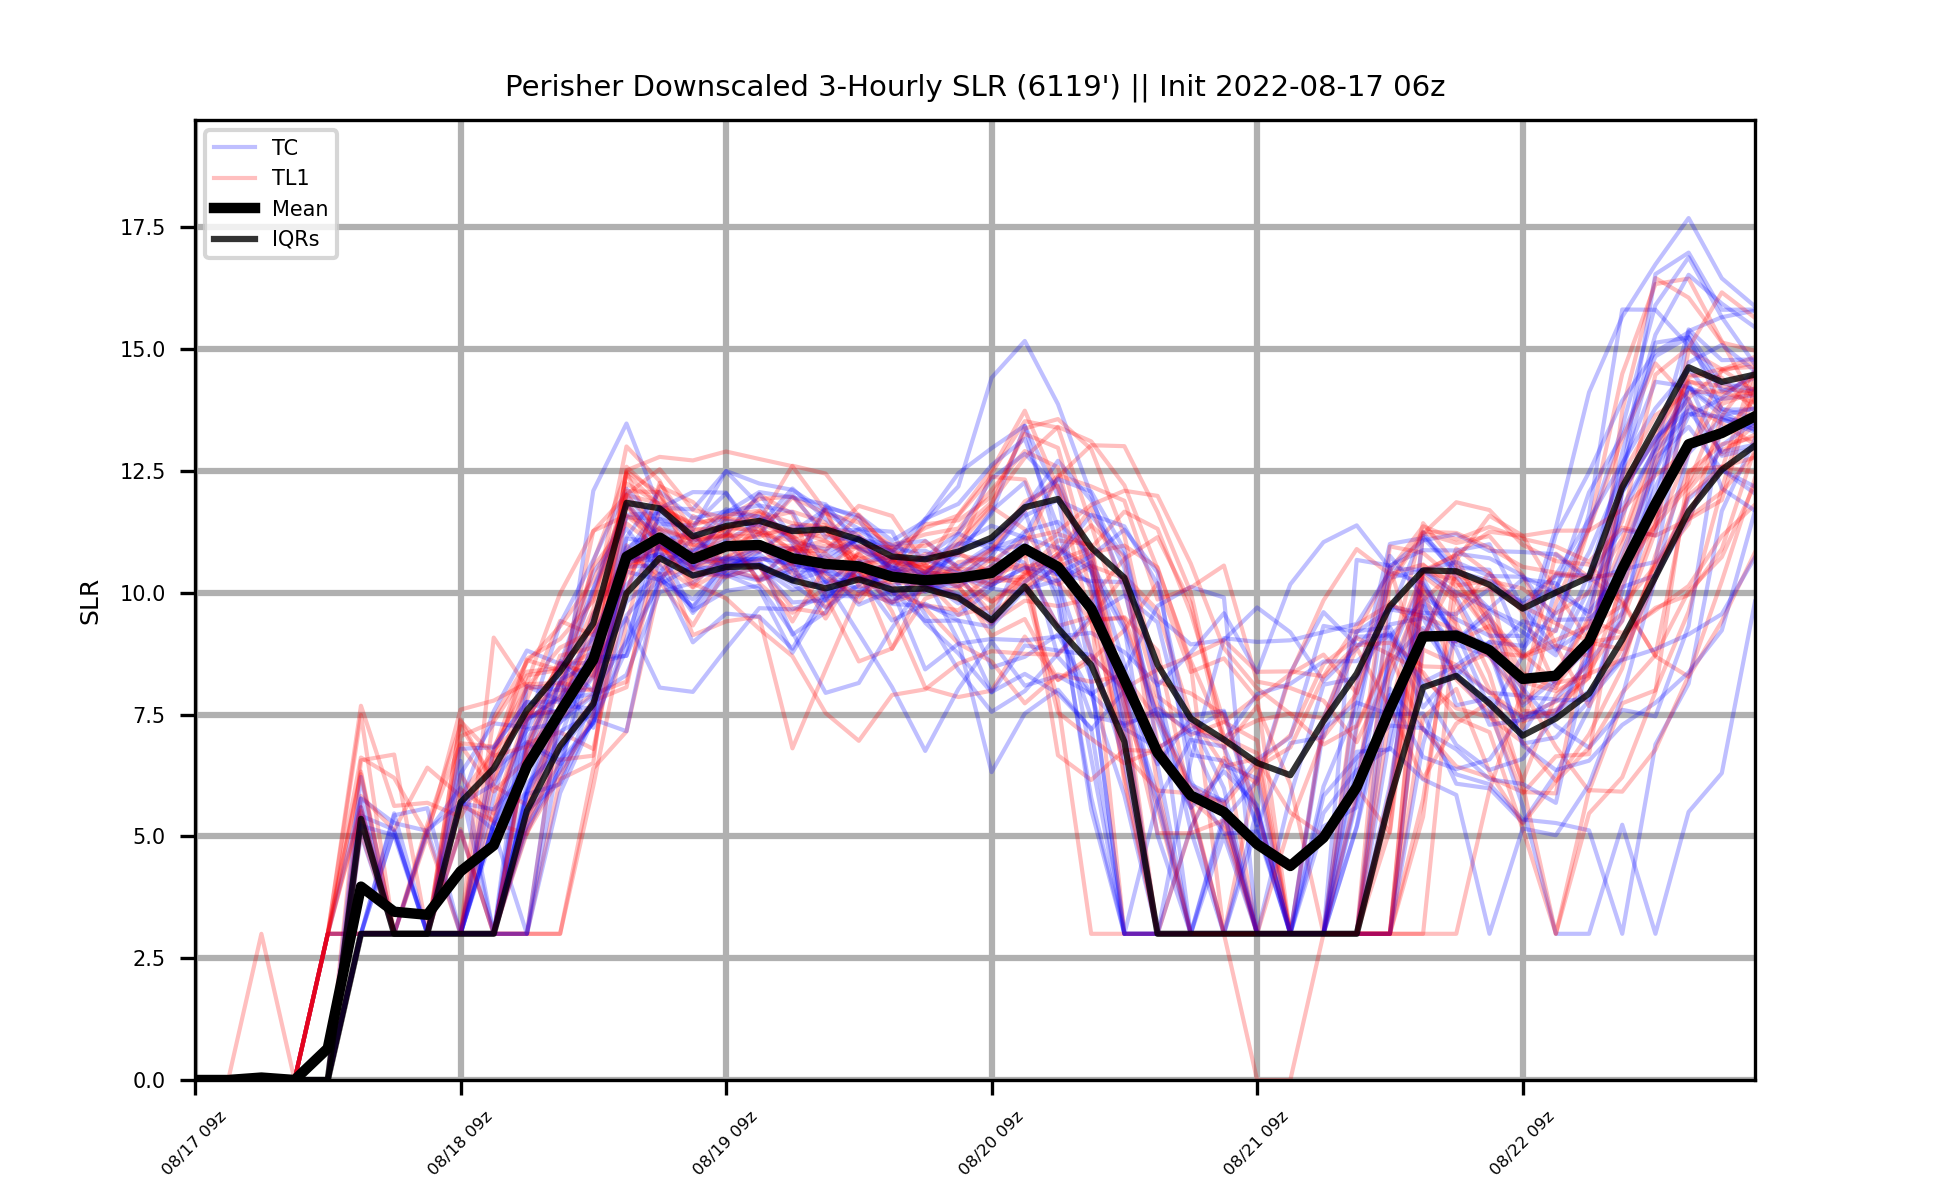 Perisher Downscaled 3-Hourly SLR (6119') || Init 2022-08-17 06z
TC
TL1
Mean
IQRs
SLR
17.5
15.0
12.5
10.0
7.5
5.0
2.5
0.0
08/17 09z
08/18 09z
08/19 09z
08/20 09z
08/21 09z
08/22 09z